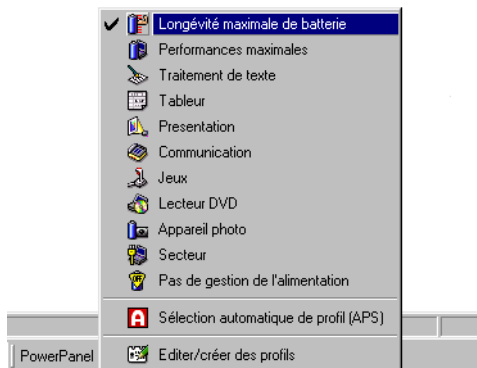 Longévité maximale de batterie
Performances maximales
Traitement de texte
Tableur
Presentation
Communication
Jeux
Lecteur DVD
Appareil photo
Secteur
Pas de gestion de l'alimentation
Sélection automatique de profil (APS)
PowerPanel
Editer/créer des profils